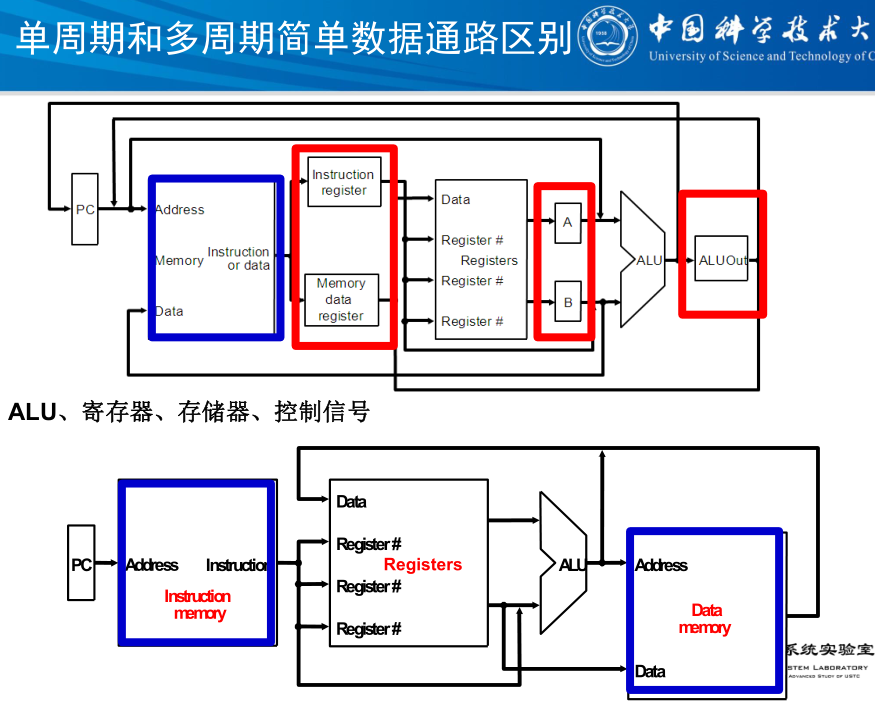 单周期和多周期简单数据通路区别
中国科学技术大
University of Science and Technology of C
PC
Address
Memory
Instruction
or data
Data
Instruction
register
Memory
data
register
Data
Register #
Registers
Register #
Register #
A
B
ALU
ALUOut
ALU、寄存器、存储器、控制信号
PC
Address
Instruction
Instruction
memory
Data
Register #
Registers
Register #
Register #
ALU
Address
Data
memory
Data
系统实验室
STEM LABORATORY
ADVANCED STUDY OF USTC